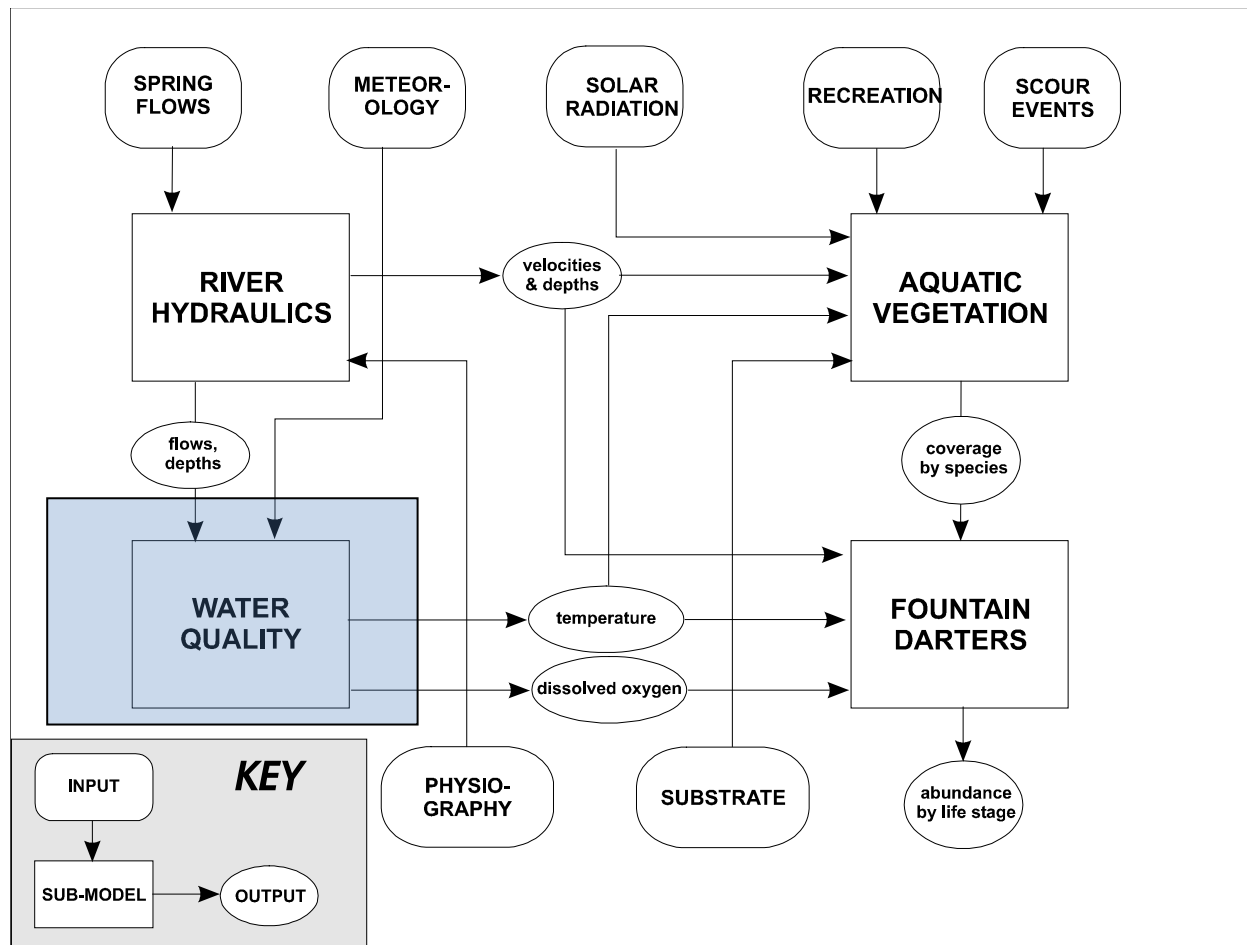 SPRING
FLOWS
METEOR-
OLOGY
SOLAR
RADIATION
RECREATION
SCOUR
EVENTS
RIVER
HYDRAULICS
velocities
& depths
AQUATIC
VEGETATION
flows,
depths
coverage
by species
WATER
QUALITY
temperature
dissolved oxygen
FOUNTAIN
DARTERS
KEY
INPUT
SUB-MODEL
OUTPUT
PHYSIO-
GRAPHY
SUBSTRATE
abundance
by life stage